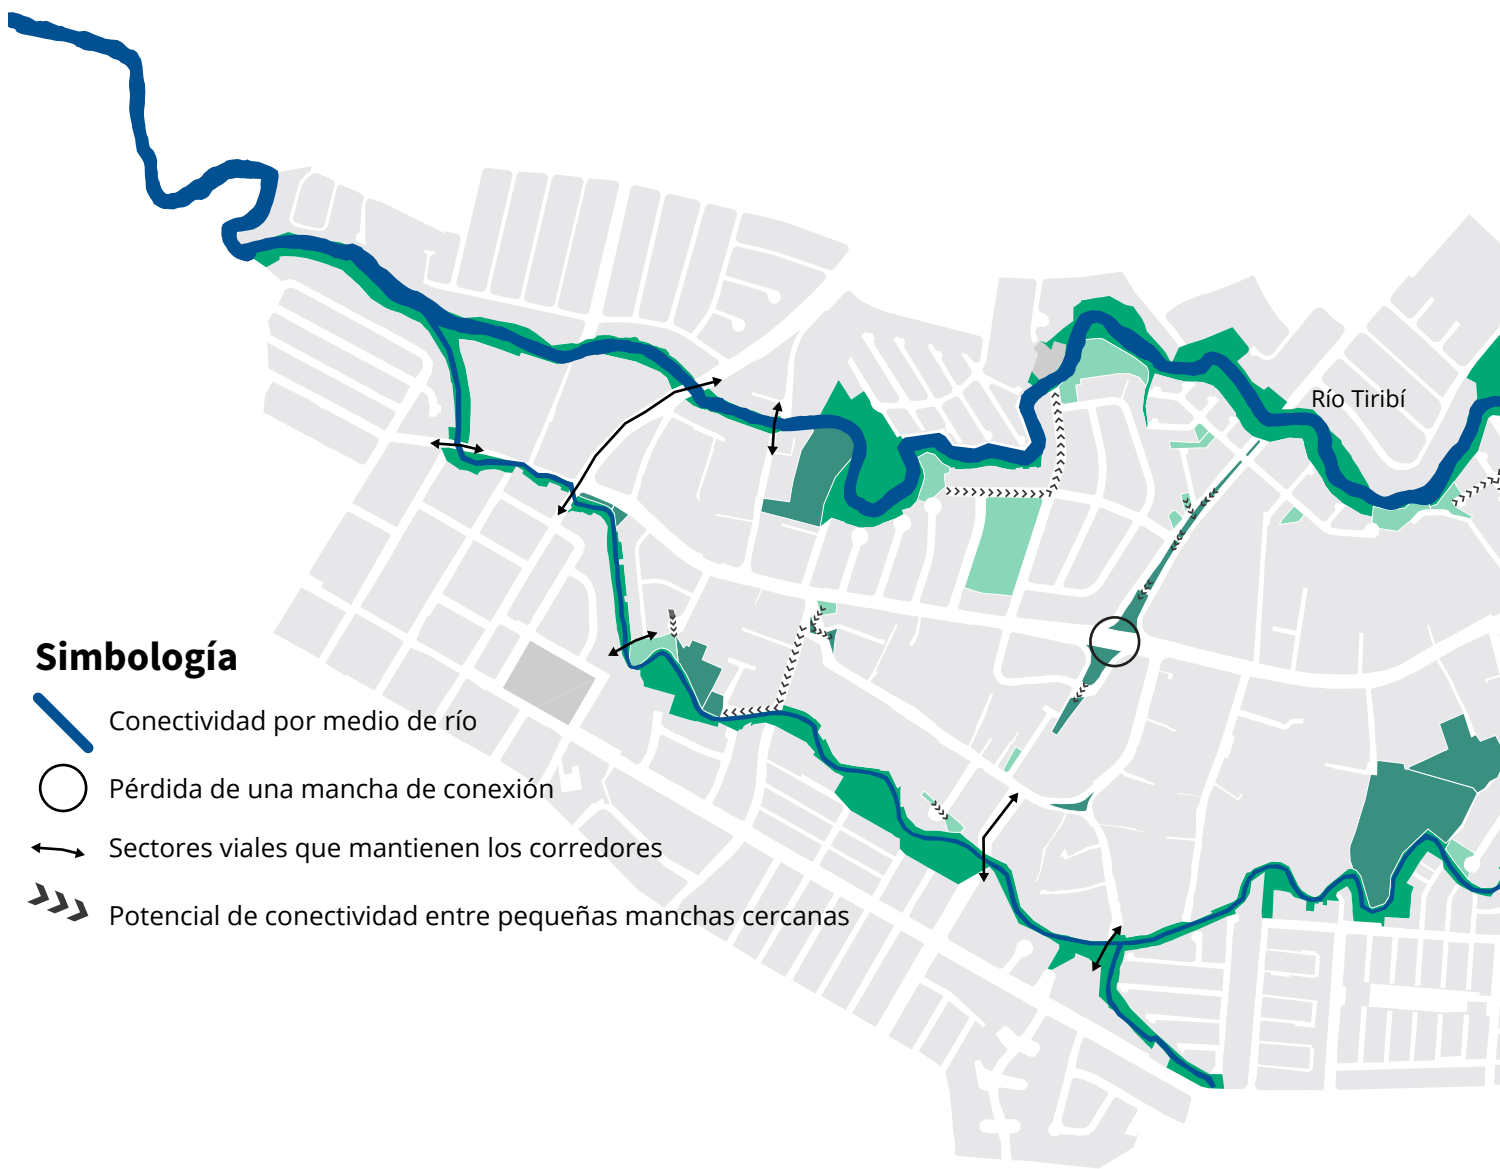 Río Tiribí
Simbología
Conectividad por medio de río
Pérdida de una mancha de conexión
Sectores viales que mantienen los corredores
Potencial de conectividad entre pequeñas manchas cercanas